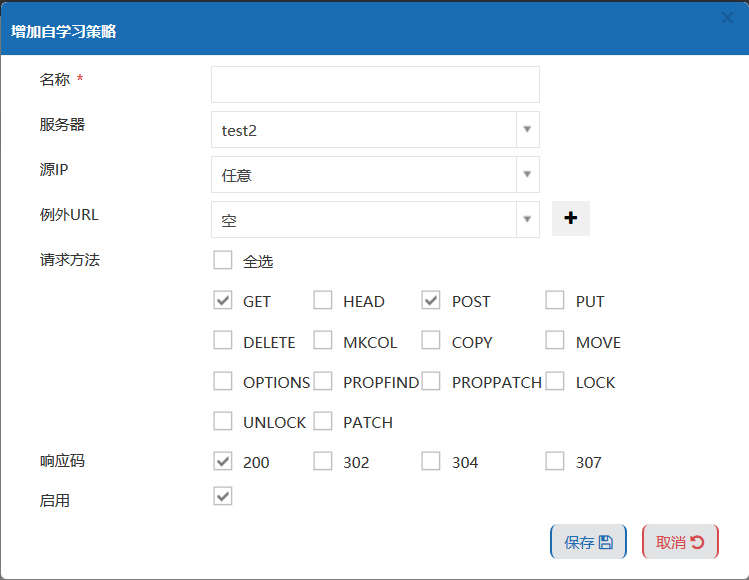 增加自学习策略
名称 *
服务器 test2
源IP 任意
例外URL 空
请求方法 全选
GET HEAD POST PUT
DELETE MKCOL COPY MOVE
OPTIONS PROPFIND PROPPATCH LOCK
UNLOCK PATCH
响应码 200 302 304 307
启用
保存 取消